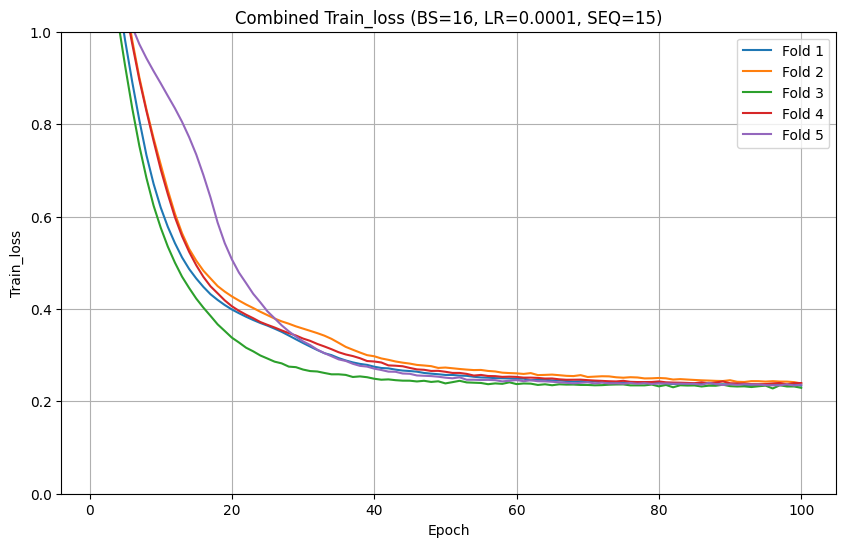 Combined Train_loss (BS=16, LR=0.0001, SEQ=15)
1.0
0.8
0.6
0.4
0.2
0.0
Train_loss
Fold 1
Fold 2
Fold 3
Fold 4
Fold 5
0 20 40 60 80 100
Epoch